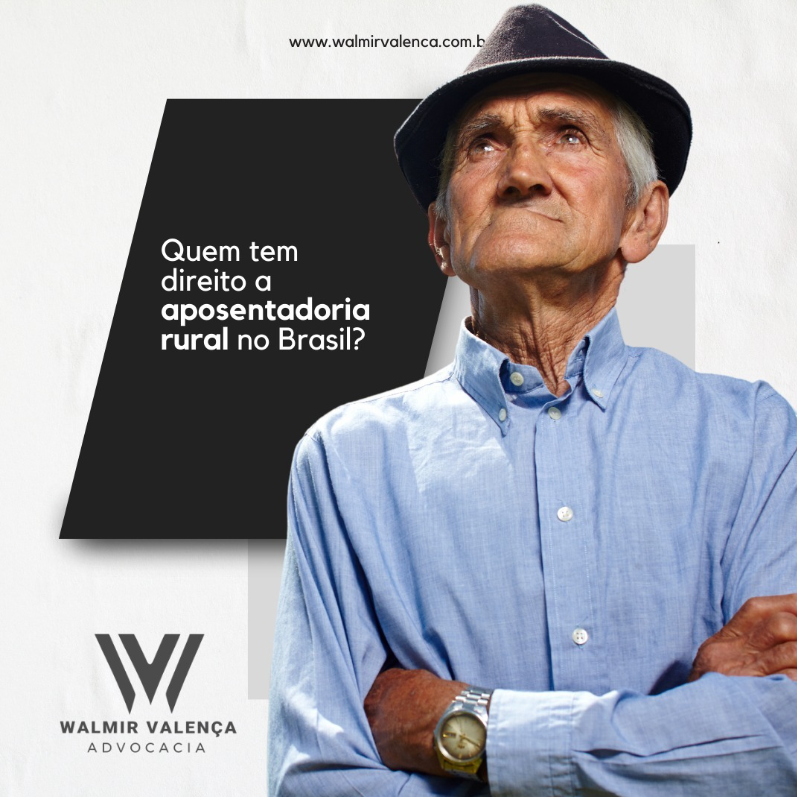 www.walmirvalenca.com.b
Quem tem
direito a
aposentadoria
rural no Brasil?
WALMIR VALENÇA
ADVOCACIA